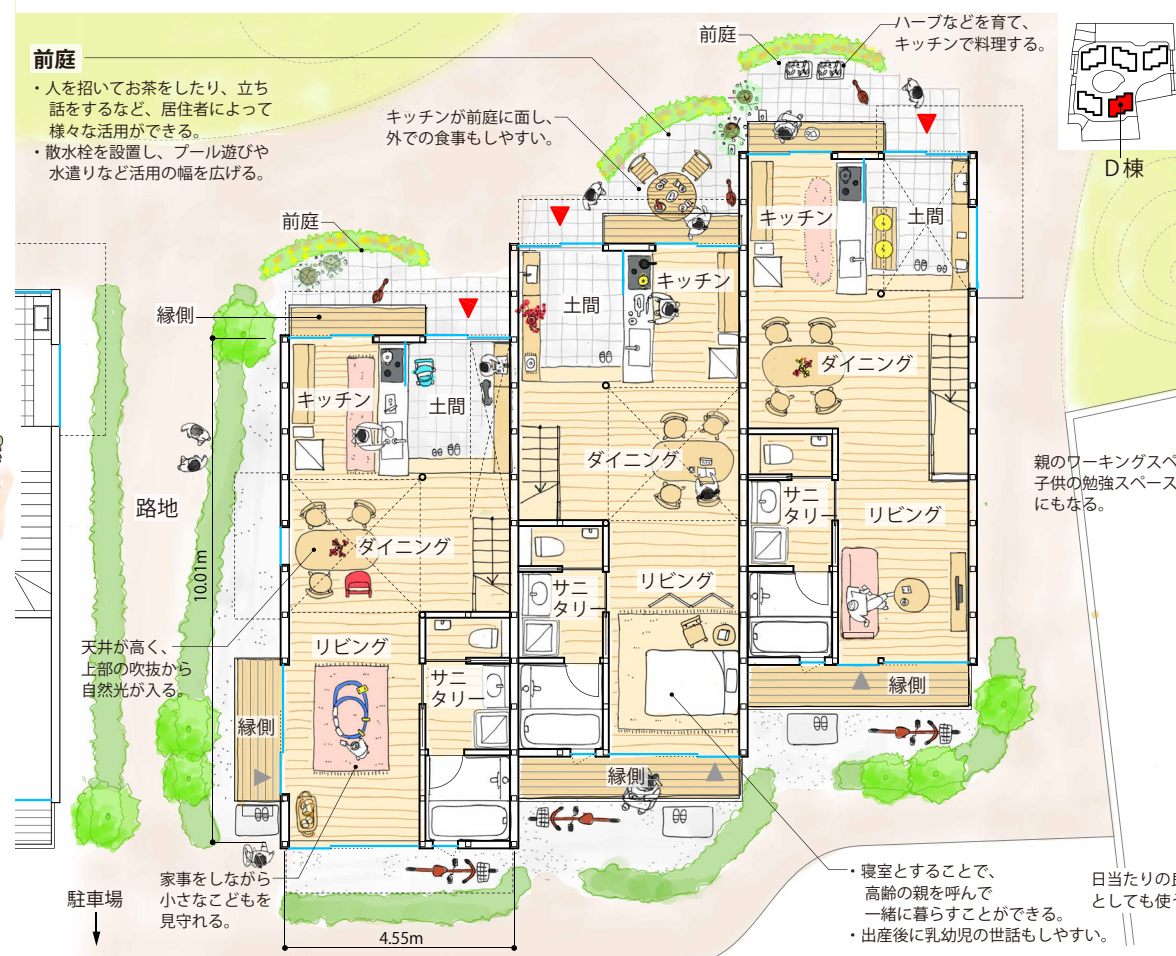 前庭
・人を招いてお茶をしたり、立ち
話をするなど、居住者によって
様々な活用ができる。
・散水栓を設置し、プール遊びや
水遣りなど活用の幅を広げる。
キッチンが前庭に面し、
外での食事もしやすい。
前庭
ハーブなどを育て、
キッチンで料理する。
D棟
前庭
縁側
キッチン
土間
土間
キッチン
キッチン
土間
ダイニング
ダイニング
ダイニング
路地
10.01m
親のワーキングスペ
子供の勉強スペース
にもなる。
サニ
タリー
リビング
サニ
タリー
リビング
リビング
サニ
タリー
天井が高く、
上部の吹抜から
自然光が入る。
縁側
縁側
縁側
家事をしながら
小さなこどもを
見守れる。
駐車場
4.55m
・寝室とすることで、
高齢の親を呼んで
一緒に暮らすことができる。
・出産後に乳幼児の世話もしやすい。
日当たりの
としても使